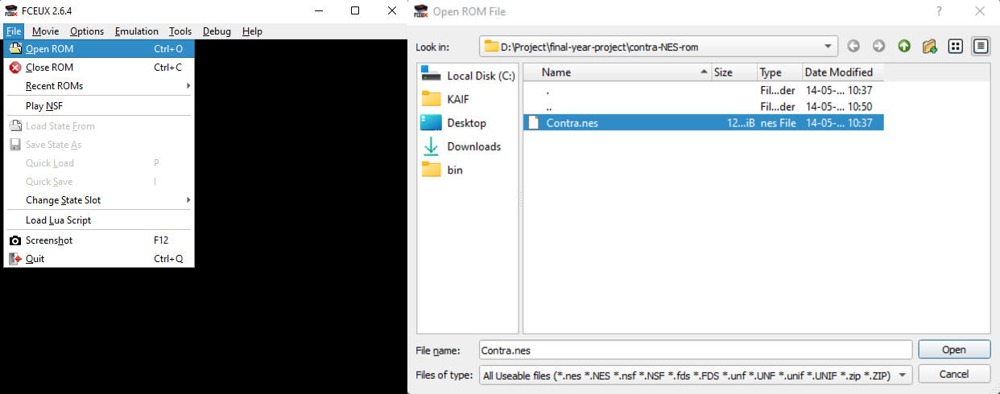 FCEUX 2.6.4
File Movie Options Emulation Tools Debug Help
Open ROM Ctrl+O
Close ROM Ctrl+C
Recent ROMs
Play NSF
Load State From
Save State As
Quick Load P
Quick Save I
Change State Slot
Load Lua Script
Screenshot F12
Quit Ctrl+Q
Open ROM File
Look in: D:\Project\final-year-project\contra-NES-rom
Local Disk (C:)
KAIF
Desktop
Downloads
bin
Name Size Type Date Modified
. Fil...der 14-05-... 10:37
.. Fil...der 14-05-... 10:50
Contra.nes 12...iB nes File 14-05-... 10:37
File name: Contra.nes Open
Files of type: All Useable files (*.nes *.NES *.nsf *.NSF *.fds *.FDS *.unf *.UNF *.unif *.UNIF *.zip *.ZIP) Cancel